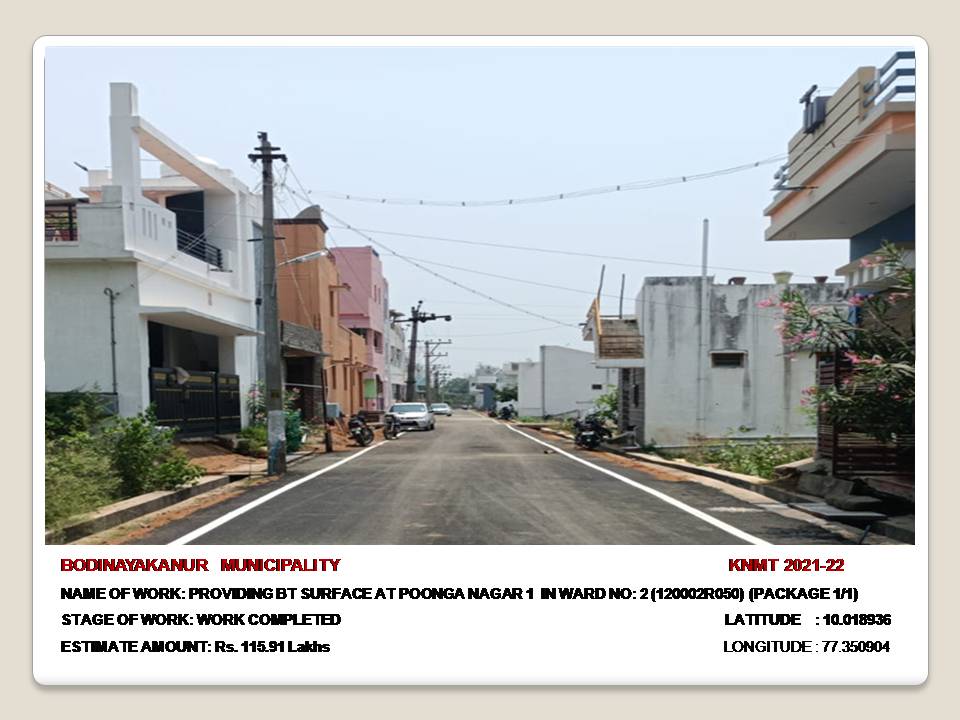 BODINAYAKANUR MUNICIPALITY KNMT 2021-22
NAME OF WORK: PROVIDING BT SURFACE AT POONGA NAGAR 1 IN WARD NO: 2 (120002R050) (PACKAGE 1/1)
STAGE OF WORK: WORK COMPLETED LATITUDE : 10.018936
ESTIMATE AMOUNT: Rs. 115.91 Lakhs LONGITUDE : 77.350904